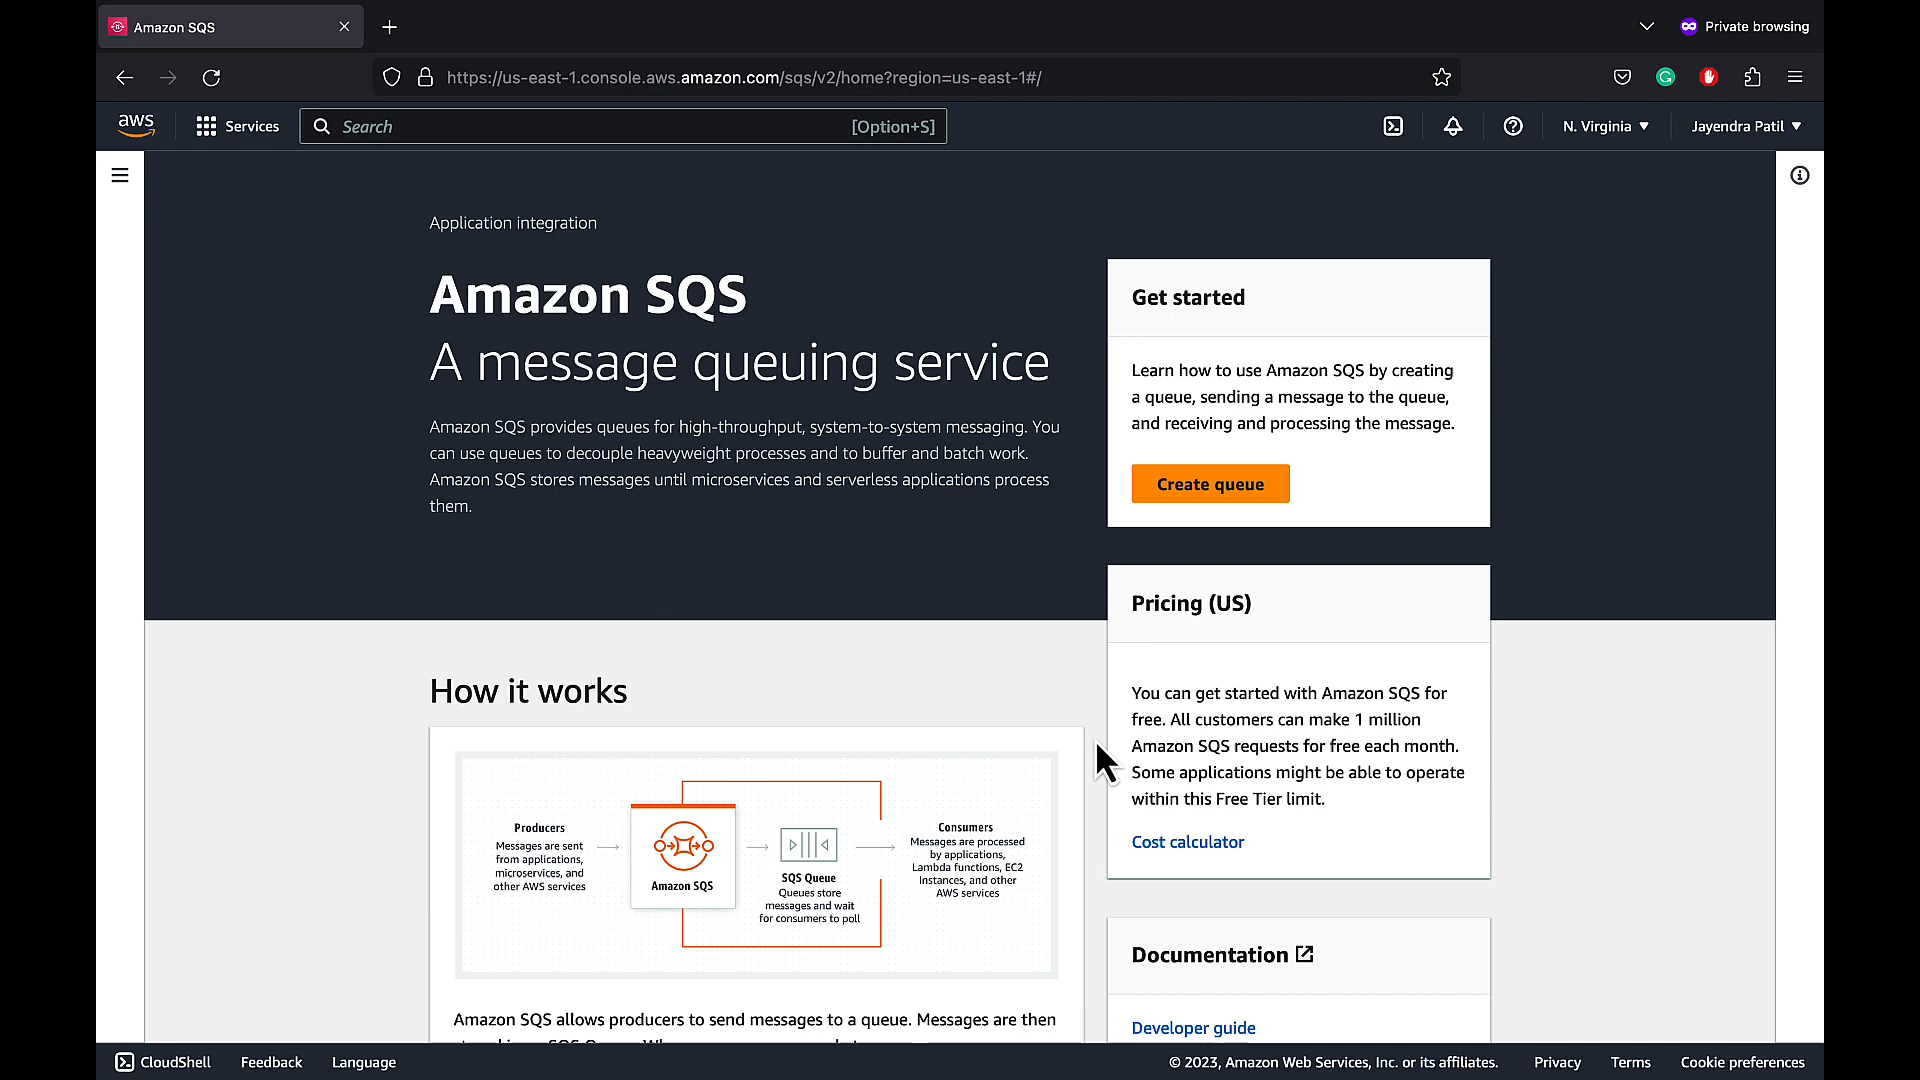 Amazon SQS
Private browsing
https://us-east-1.console.aws.amazon.com/sqs/v2/home?region=us-east-1#/
aws
Services
Search
[Option+S]
N. Virginia
Jayendra Patil
Application integration
Amazon SQS
A message queuing service
Amazon SQS provides queues for high-throughput, system-to-system messaging. You
can use queues to decouple heavyweight processes and to buffer and batch work.
Amazon SQS stores messages until microservices and serverless applications process
them.
Get started
Learn how to use Amazon SQS by creating
a queue, sending a message to the queue,
and receiving and processing the message.
Create queue
Pricing (US)
You can get started with Amazon SQS for
free. All customers can make 1 million
Amazon SQS requests for free each month.
Some applications might be able to operate
within this Free Tier limit.
Cost calculator
Documentation
Developer guide
How it works
Producers
Messages are sent
from applications,
microservices, and
other AWS services
Amazon SQS
SQS Queue
Queues store
messages and wait
for consumers to poll
Consumers
Messages are processed
by applications,
Lambda functions, EC2
Instances, and other
AWS services
Amazon SQS allows producers to send messages to a queue. Messages are then
CloudShell
Feedback
Language
© 2023, Amazon Web Services, Inc. or its affiliates.
Privacy
Terms
Cookie preferences